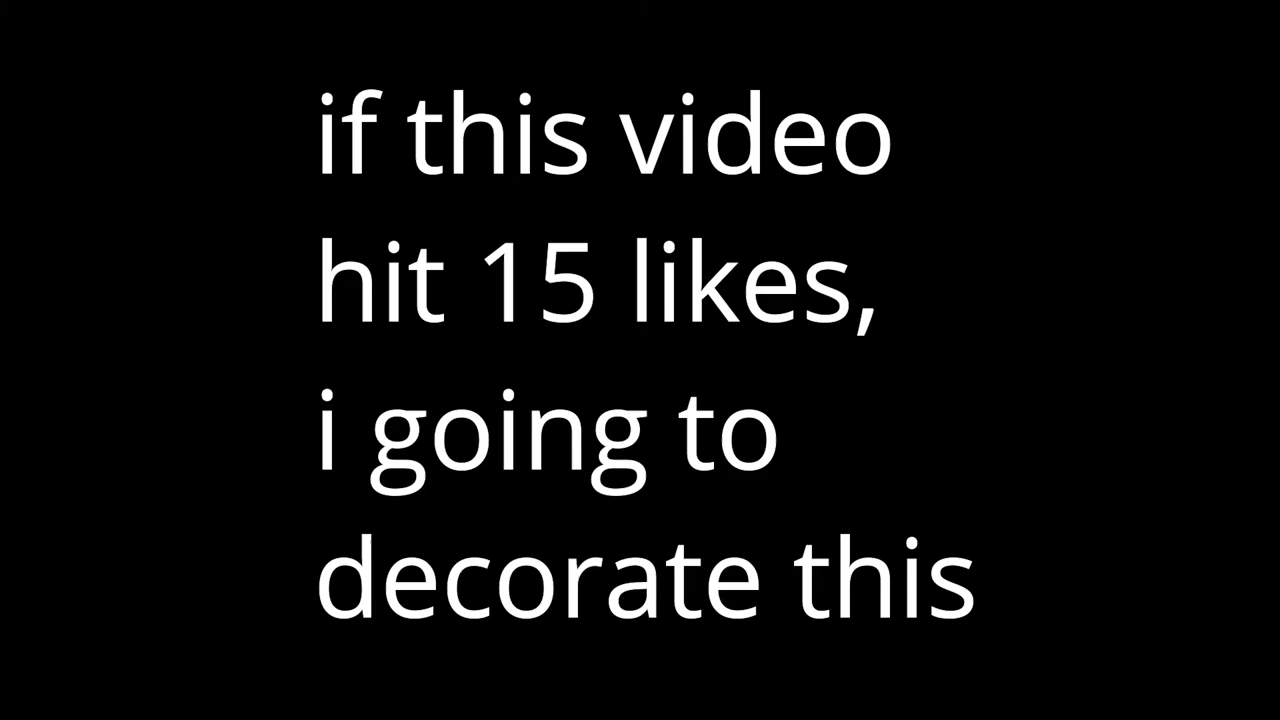 if this video
hit 15 likes,
i going to
decorate this